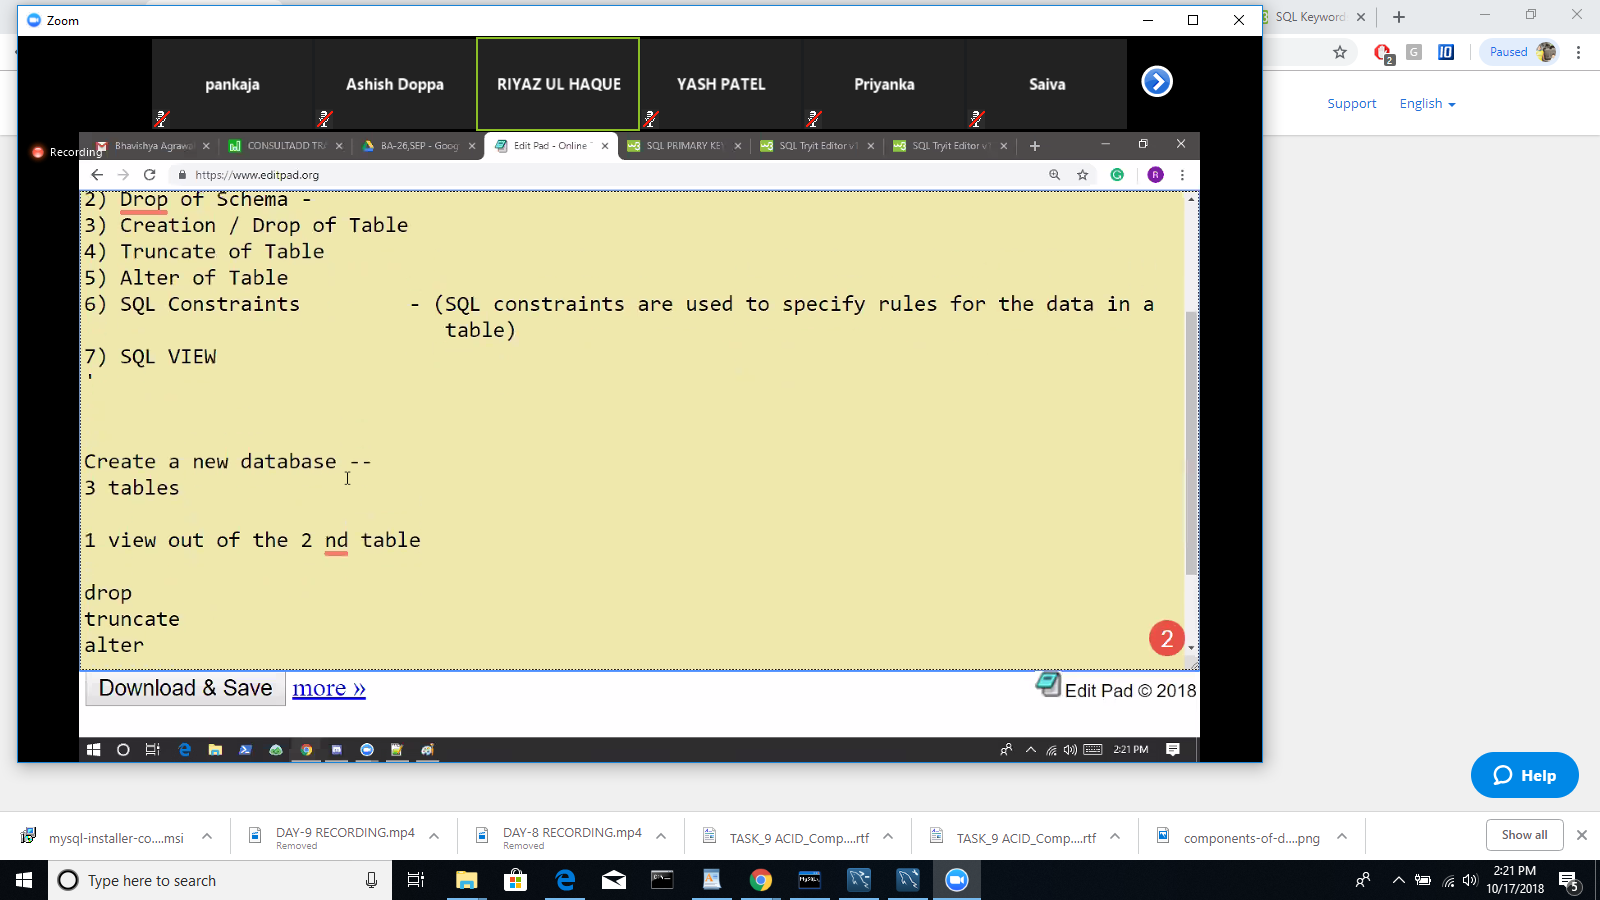 Zoom
SQL Keyword
Paused
2
pankaja
Ashish Doppa
RIYAZ UL HAQUE
YASH PATEL
Priyanka
Saiva
Support
English
Recording
Bhavishya Agrawa
CONSULTADD TRA
BA-26,SEP - Goog
Edit Pad - Online T
SQL PRIMARY KEY
SQL Tryit Editor v1
SQL Tryit Editor v1
https://www.editpad.org
R
2) Drop of Schema -
3) Creation / Drop of Table
4) Truncate of Table
5) Alter of Table
6) SQL Constraints - (SQL constraints are used to specify rules for the data in a
table)
7) SQL VIEW
'
Create a new database --
3 tables
1 view out of the 2 nd table
drop
truncate
alter
2
Download & Save
more »
Edit Pad © 2018
2:21 PM
Help
mysql-installer-co....msi
DAY-9 RECORDING.mp4
Removed
DAY-8 RECORDING.mp4
Removed
TASK_9 ACID_Comp....rtf
TASK_9 ACID_Comp....rtf
components-of-d....png
Show all
Type here to search
2:21 PM
10/17/2018
5